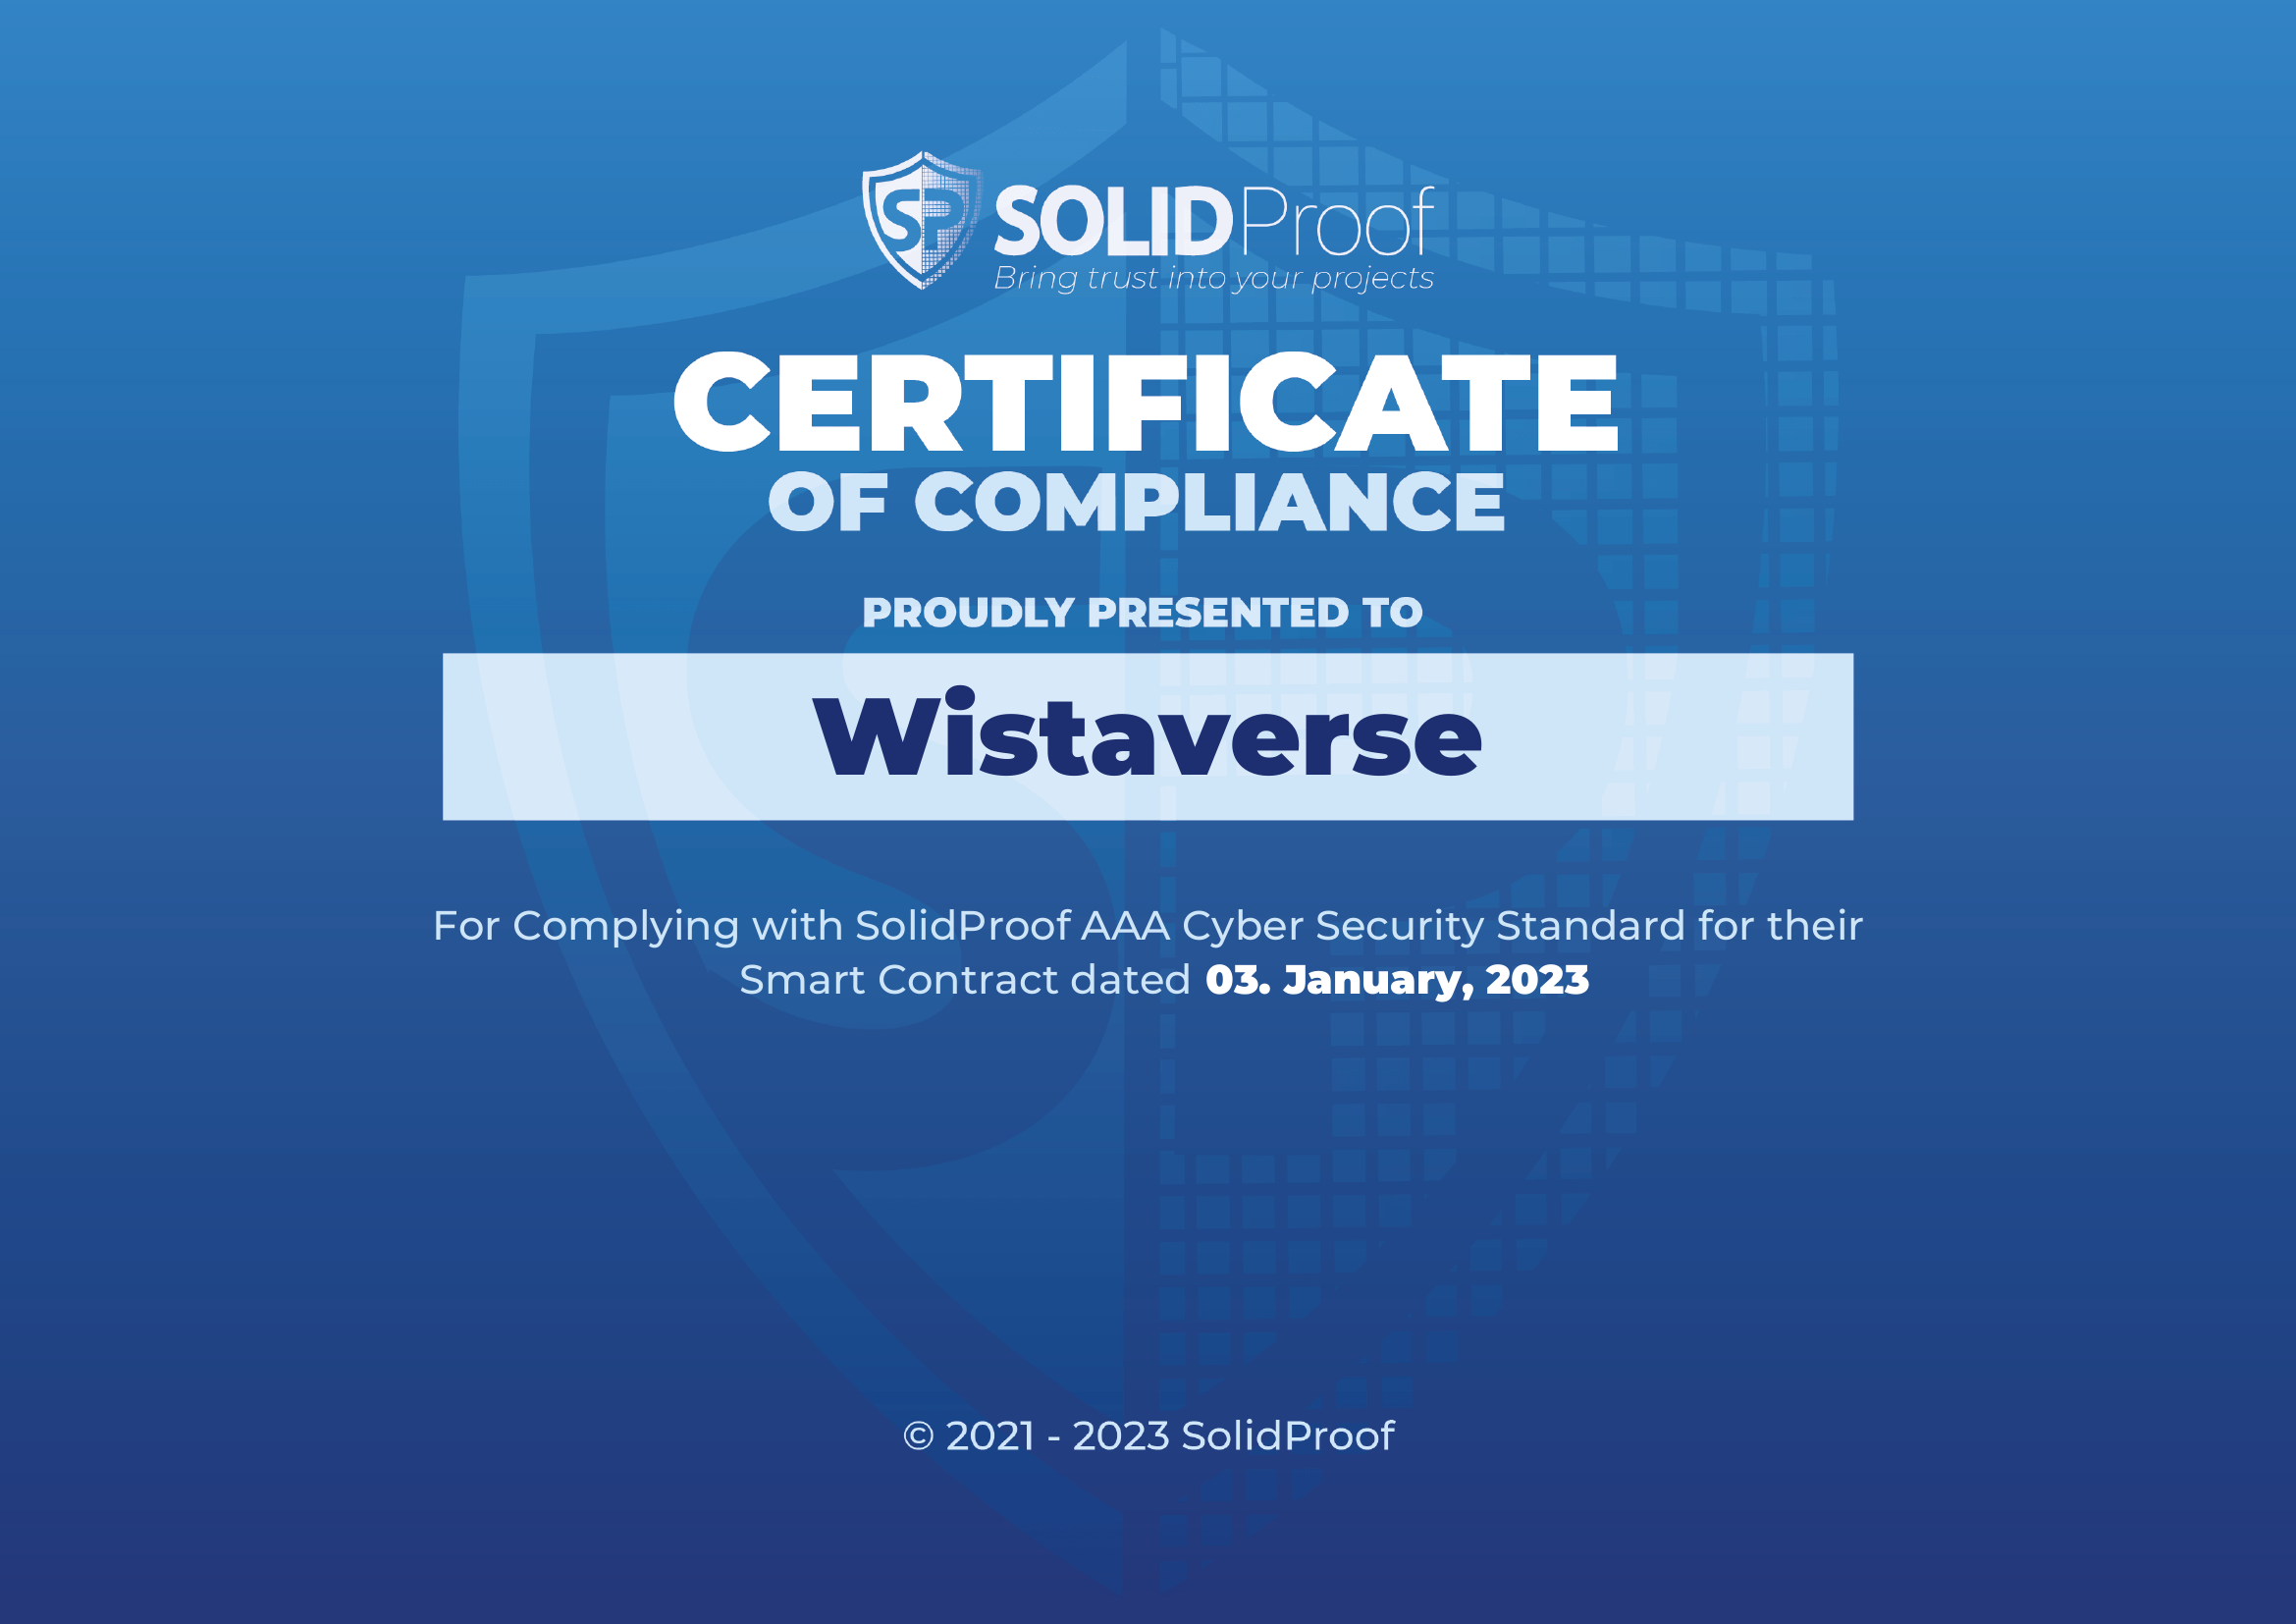 SP SOLIDProof
Bring trust into your projects
CERTIFICATE
OF COMPLIANCE
PROUDLY PRESENTED TO
Wistaverse
For Complying with SolidProof AAA Cyber Security Standard for their
Smart Contract dated 03. January, 2023
© 2021 - 2023 SolidProof